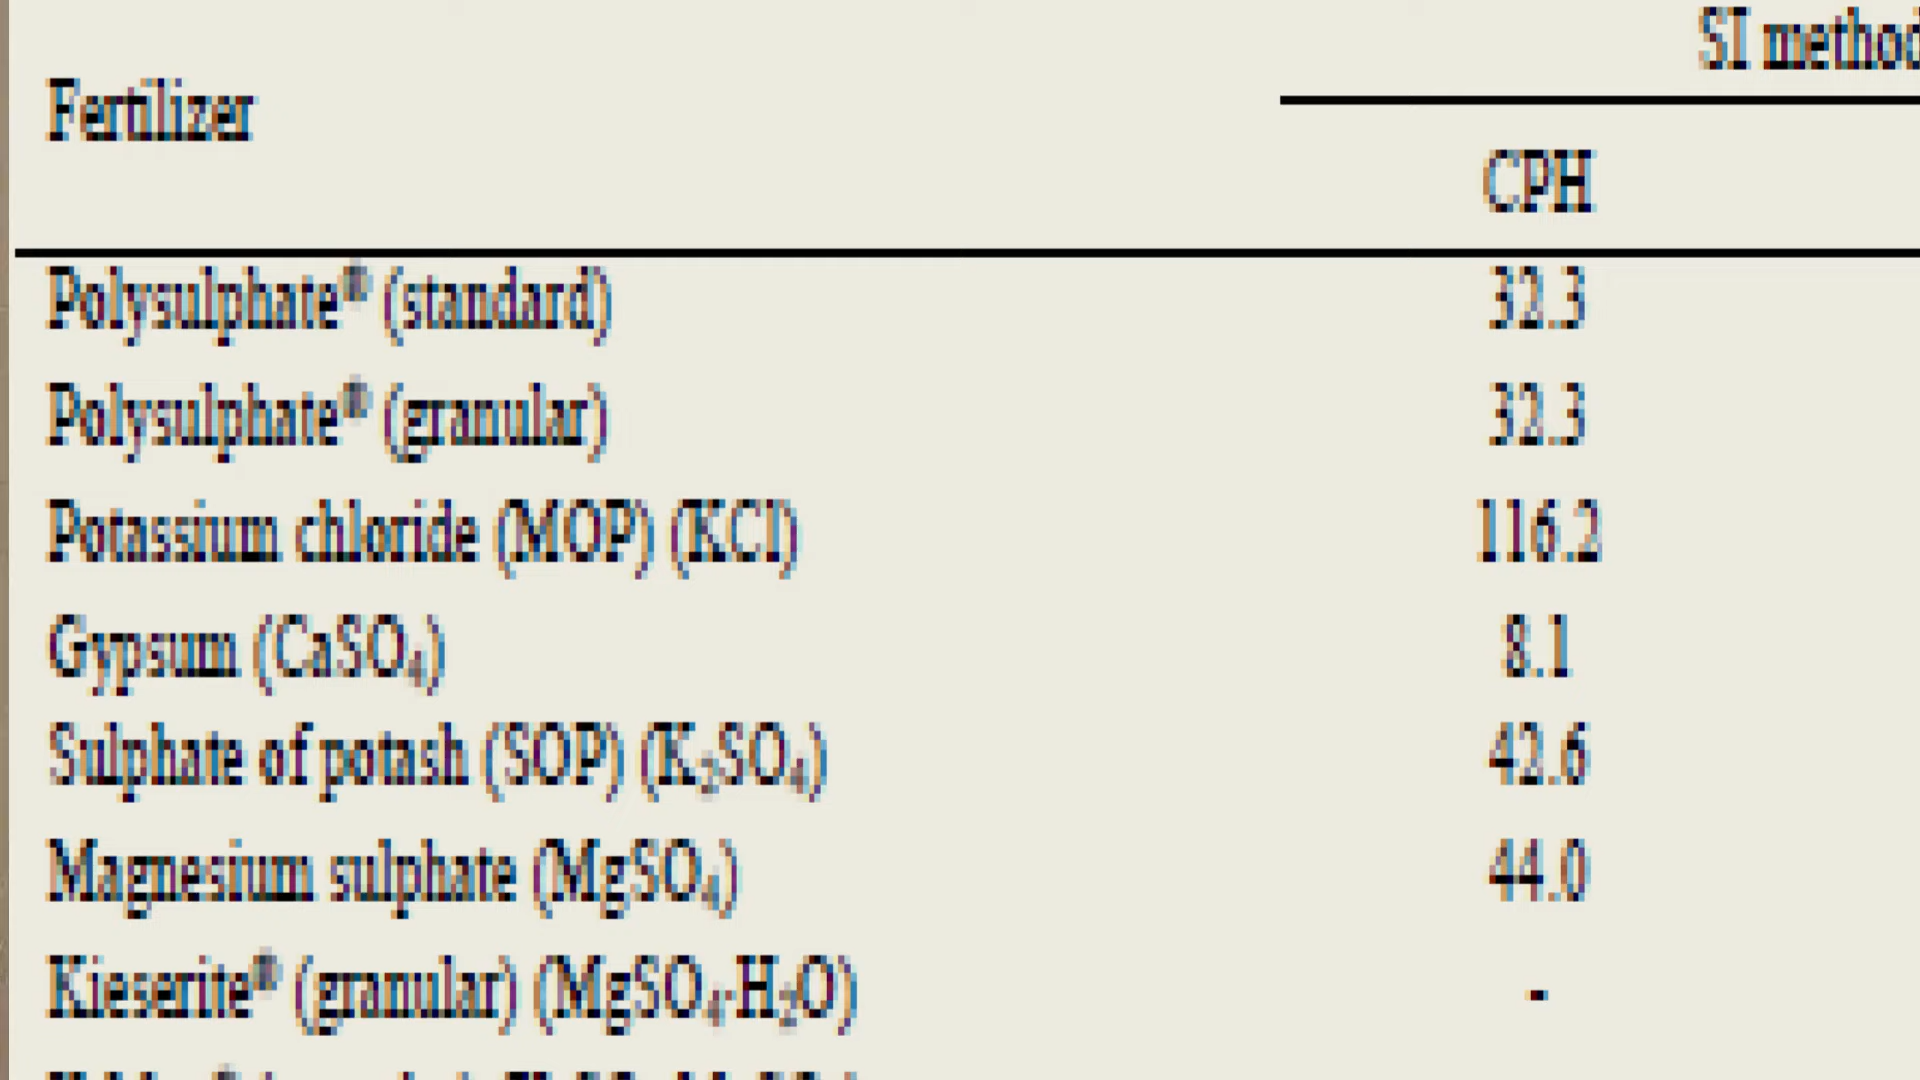 SI method
Fertilizer
CPH
Polysulphate® (standard) 32.3
Polysulphate® (granular) 32.3
Potassium chloride (MOP) (KCl) 116.2
Gypsum (CaSO₄) 8.1
Sulphate of potash (SOP) (K₂SO₄) 42.6
Magnesium sulphate (MgSO₄) 44.0
Kieserite® (granular) (MgSO₄·H₂O) -